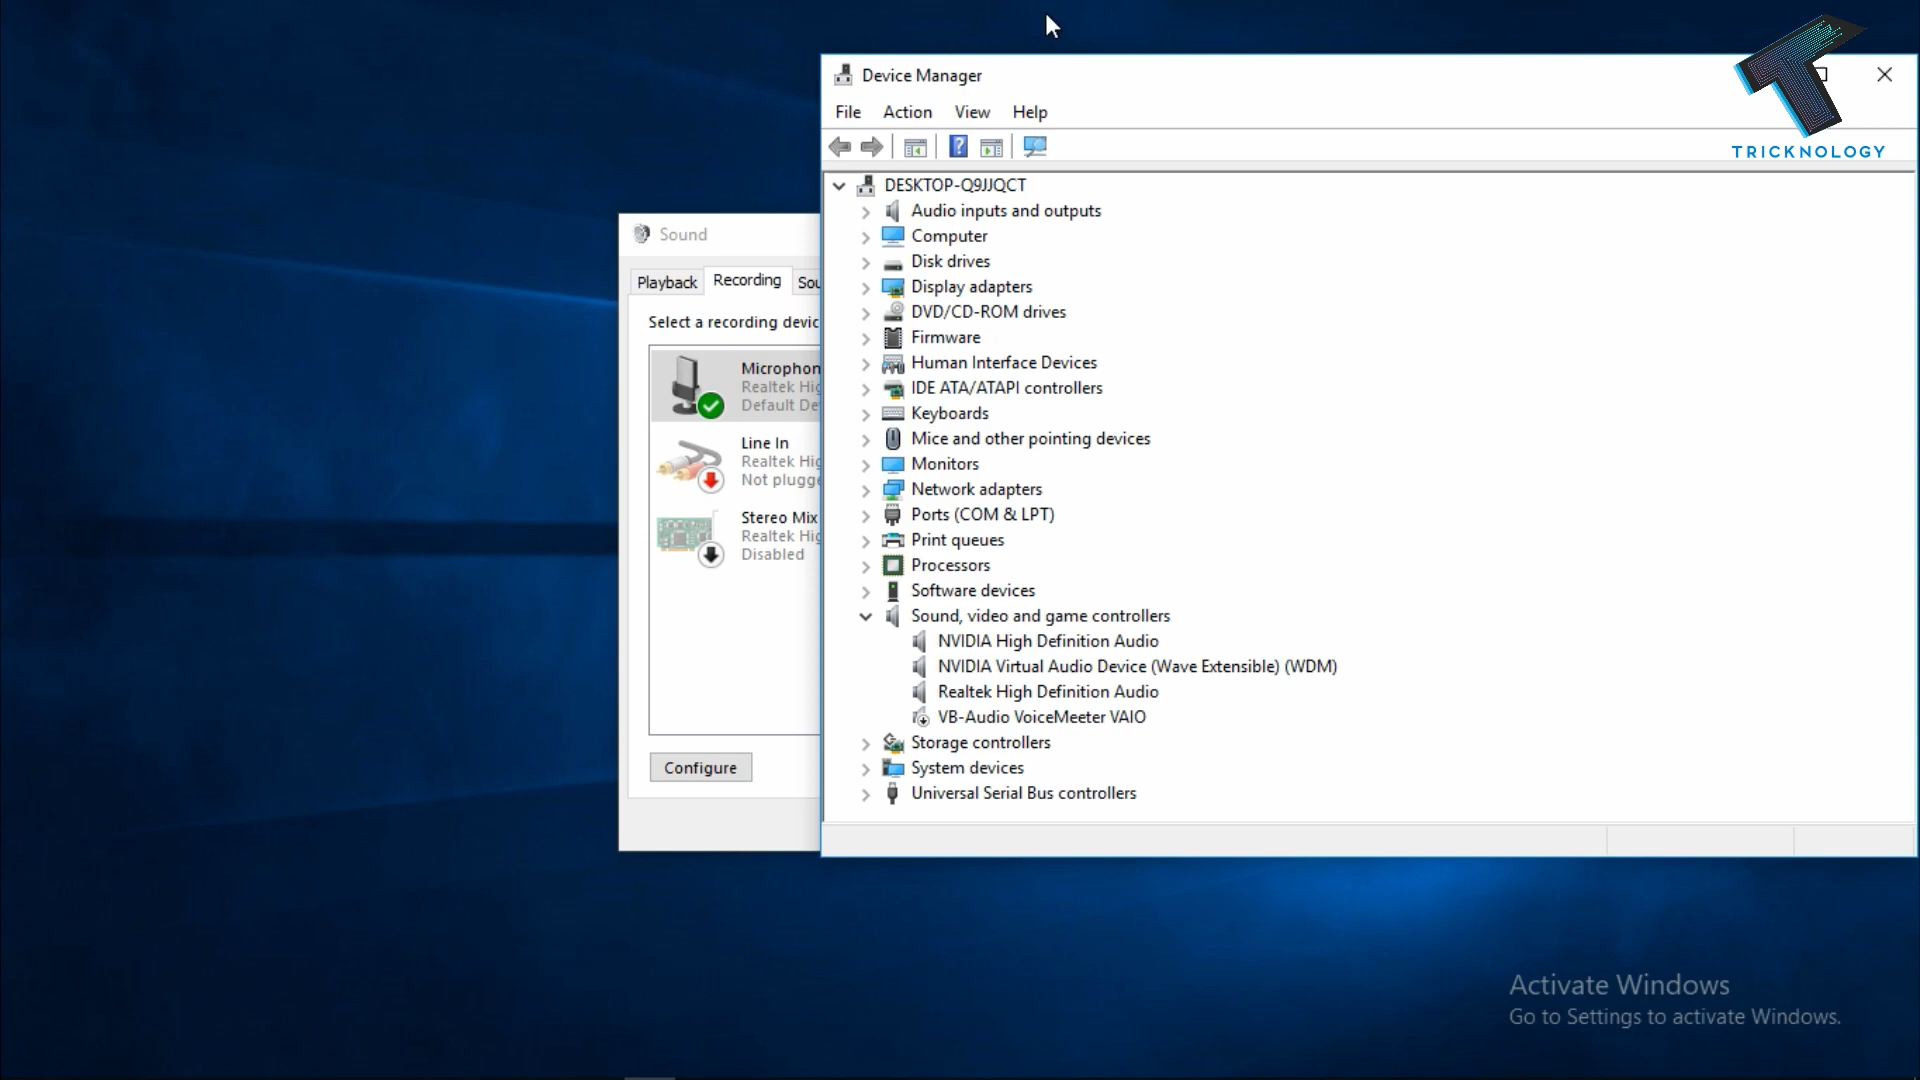 TRICKNOLOGY
Device Manager
File Action View Help
DESKTOP-Q9JJQCT
Audio inputs and outputs
Computer
Disk drives
Display adapters
DVD/CD-ROM drives
Firmware
Human Interface Devices
IDE ATA/ATAPI controllers
Keyboards
Mice and other pointing devices
Monitors
Network adapters
Ports (COM & LPT)
Print queues
Processors
Software devices
Sound, video and game controllers
NVIDIA High Definition Audio
NVIDIA Virtual Audio Device (Wave Extensible) (WDM)
Realtek High Definition Audio
VB-Audio VoiceMeeter VAIO
Storage controllers
System devices
Universal Serial Bus controllers
Sound
Playback Recording Sou
Select a recording devic
Microphon
Realtek Hig
Default De
Line In
Realtek Hig
Not plugge
Stereo Mix
Realtek Hig
Disabled
Configure
Activate Windows
Go to Settings to activate Windows.